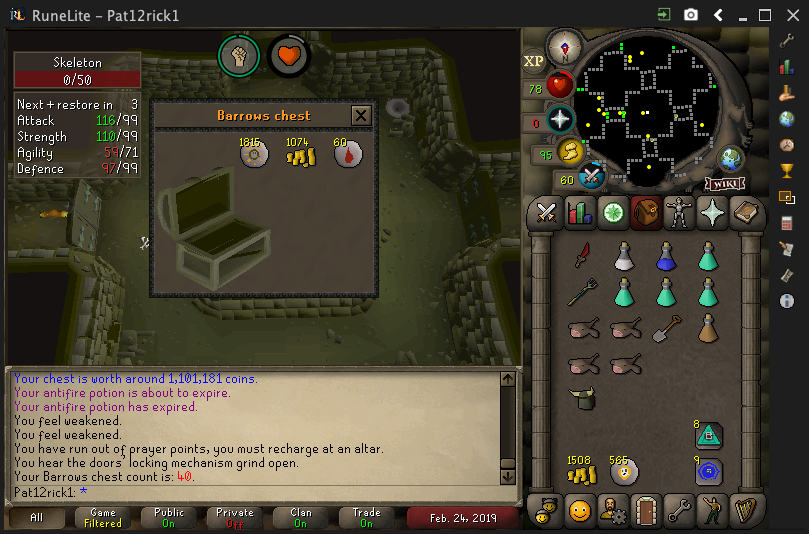 RuneLite - Pat12rick1
Skeleton
0/50
Next + restore in 3
Attack 116/99
Strength 110/99
Agility 59/71
Defence 97/99
Barrows chest
1815 1074 60
XP
N
78
0
95
60
WIKI
8
9
1508 565
Your chest is worth around 1,101,181 coins.
Your antifire potion is about to expire.
Your antifire potion has expired.
You feel weakened.
You feel weakened.
You have run out of prayer points, you must recharge at an altar.
You hear the doors' locking mechanism grind open.
Your Barrows chest count is: 40.
Pat12rick1: *
All
Game
Filtered
Public
On
Private
Off
Clan
On
Trade
On
Feb. 24, 2019